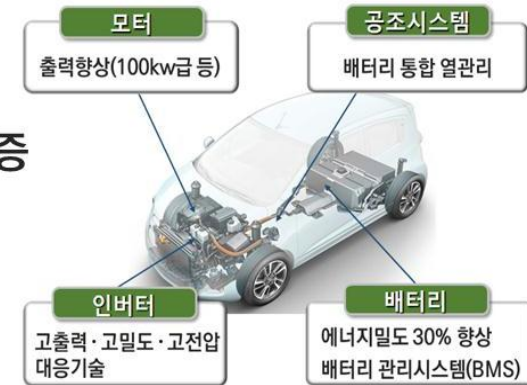 모터
출력향상(100kw급 등)
공조시스템
배터리 통합 열관리
증
인버터
고출력·고밀도·고전압
대응기술
배터리
에너지밀도 30% 향상
배터리 관리시스템(BMS)